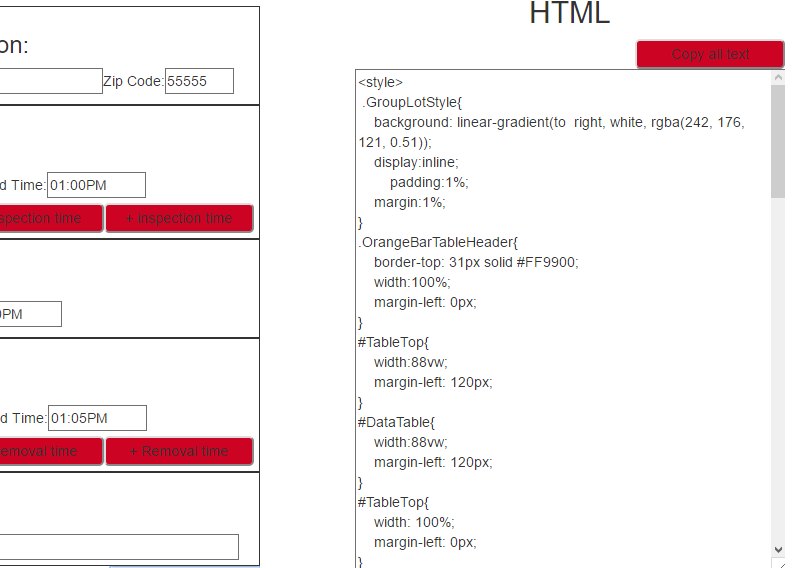 on:
Zip Code: 55555
d Time: 01:00PM
spection time
+ inspection time
PM
d Time: 01:05PM
emoval time
+ Removal time
HTML
Copy all text
<style>
.GroupLotStyle{
background: linear-gradient(to  right, white, rgba(242, 176,
121, 0.51));
display:inline;
padding:1%;
margin:1%;
}
.OrangeBarTableHeader{
border-top: 31px solid #FF9900;
width:100%;
margin-left: 0px;
}
#TableTop{
width:88vw;
margin-left: 120px;
}
#DataTable{
width:88vw;
margin-left: 120px;
}
#TableTop{
width: 100%;
margin-left: 0px;
}